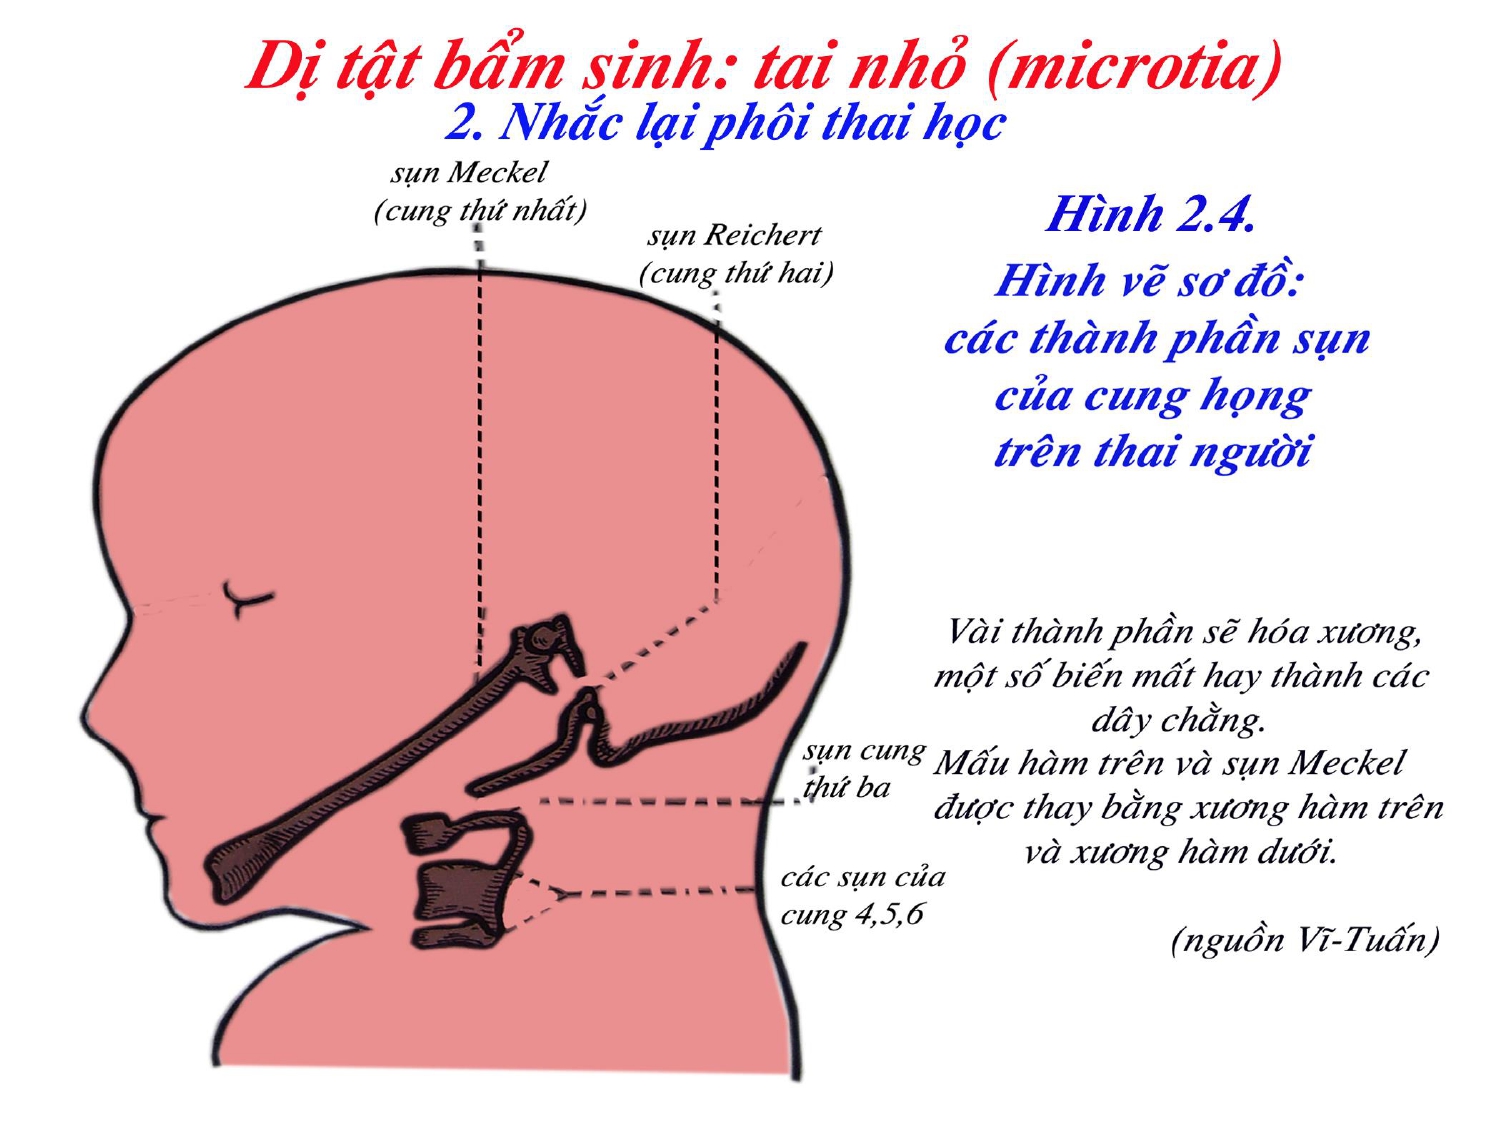 Dị tật bẩm sinh: tai nhỏ (microtia)
2. Nhắc lại phôi thai học
sụn Meckel
(cung thứ nhất)
sụn Reichert
(cung thứ hai)
Hình 2.4.
Hình vẽ sơ đồ:
các thành phần sụn
của cung họng
trên thai người
Vài thành phần sẽ hóa xương,
một số biến mất hay thành các
dây chằng.
Mấu hàm trên và sụn Meckel
được thay bằng xương hàm trên
và xương hàm dưới.
sụn cung
thứ ba
các sụn của
cung 4,5,6
(nguồn Vĩ-Tuấn)